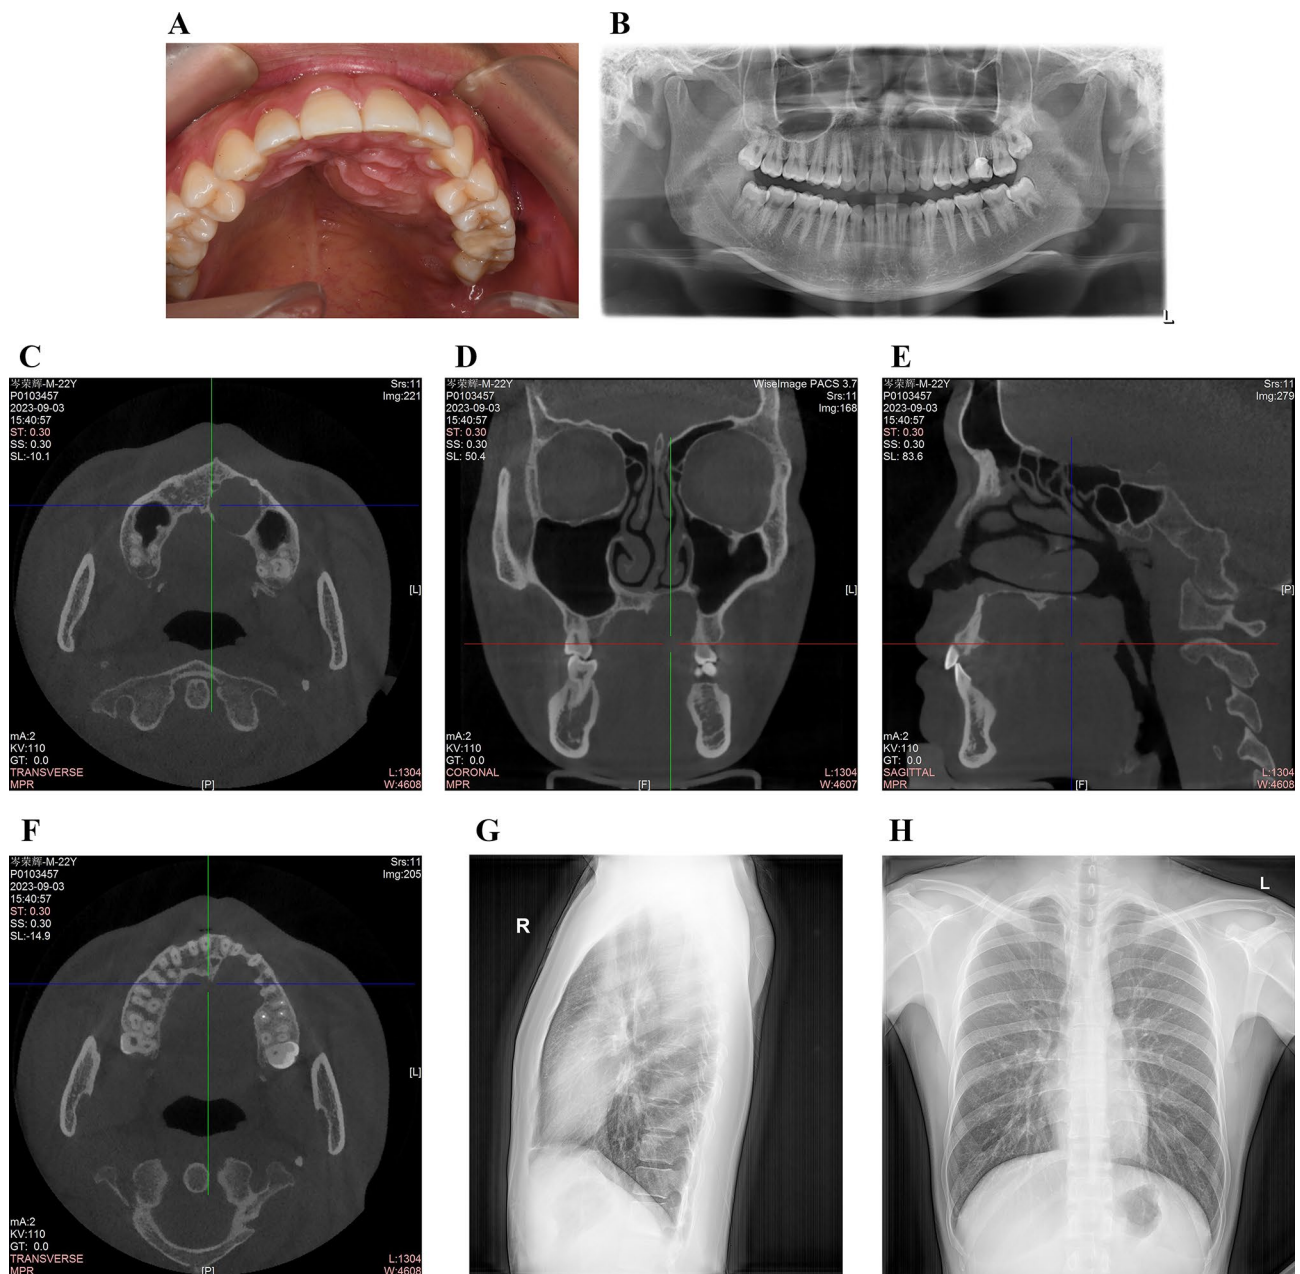 A
B
L
C
岑荣辉-M-22Y
P0103457
2023-09-03
15:40:57
ST: 0.30
SS: 0.30
SL:-10.1
Srs:11
Img:221
[L]
mA:2
KV:110
GT: 0.0
TRANSVERSE
MPR
[P]
L:1304
W:4608
D
岑荣辉-M-22Y
P0103457
2023-09-03
15:40:57
ST: 0.30
SS: 0.30
SL: 50.4
WiseImage PACS 3.7
Srs:11
Img:168
[L]
mA:2
KV:110
GT: 0.0
CORONAL
MPR
[F]
L:1304
W:4607
E
岑荣辉-M-22Y
P0103457
2023-09-03
15:40:57
ST: 0.30
SS: 0.30
SL: 83.6
Srs:11
Img:279
[P]
mA:2
KV:110
GT: 0.0
SAGITTAL
MPR
[F]
L:1304
W:4608
F
岑荣辉-M-22Y
P0103457
2023-09-03
15:40:57
ST: 0.30
SS: 0.30
SL:-14.9
Srs:11
Img:205
[L]
mA:2
KV:110
GT: 0.0
TRANSVERSE
MPR
[P]
L:1304
W:4608
G
R
H
L